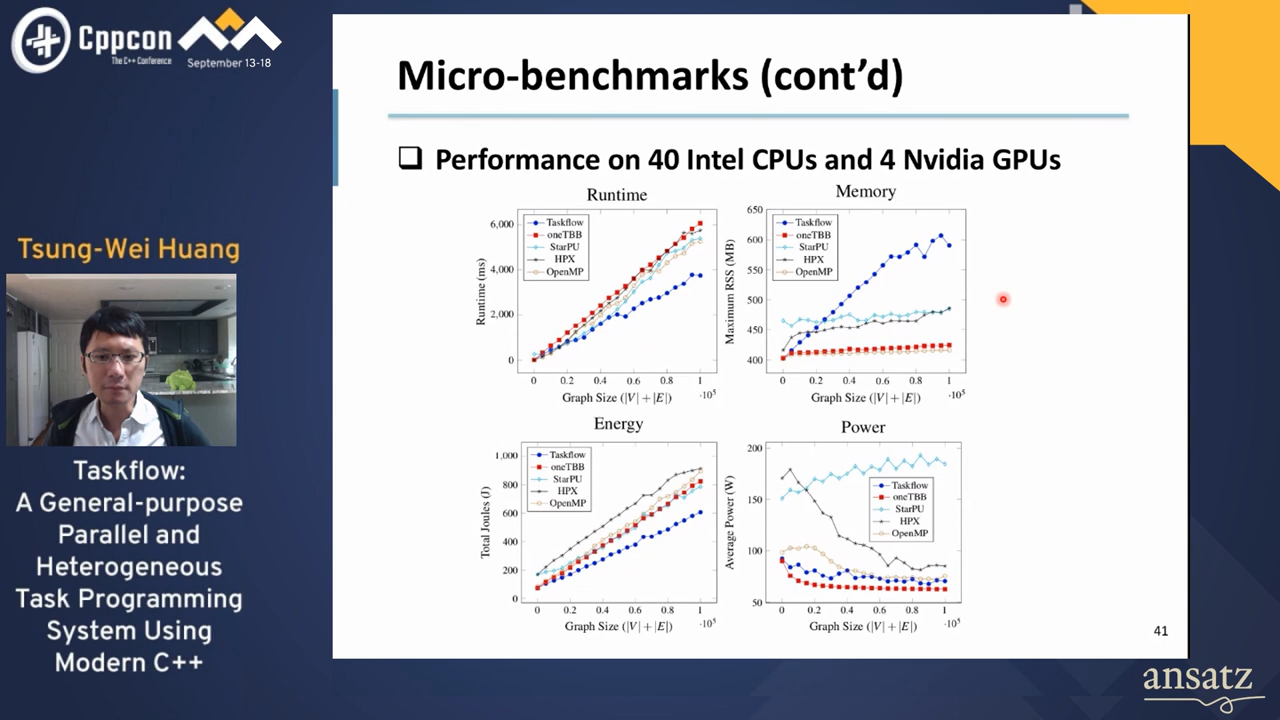 Cppcon
The C++ Conference
September 13-18
Tsung-Wei Huang
Taskflow:
A General-purpose
Parallel and
Heterogeneous
Task Programming
System Using
Modern C++
Micro-benchmarks (cont’d)
❑ Performance on 40 Intel CPUs and 4 Nvidia GPUs
Runtime
Runtime (ms)
6,000
4,000
2,000
0
Taskflow
oneTBB
StarPU
HPX
OpenMP
0 0.2 0.4 0.6 0.8 1
Graph Size (|V| + |E|) ·10⁵
Memory
Maximum RSS (MB)
650
600
550
500
450
400
Taskflow
oneTBB
StarPU
HPX
OpenMP
0 0.2 0.4 0.6 0.8 1
Graph Size (|V| + |E|) ·10⁵
Energy
Total Joules (J)
1,000
800
600
400
200
0
Taskflow
oneTBB
StarPU
HPX
OpenMP
0 0.2 0.4 0.6 0.8 1
Graph Size (|V| + |E|) ·10⁵
Power
Average Power (W)
200
150
100
50
Taskflow
oneTBB
StarPU
HPX
OpenMP
0 0.2 0.4 0.6 0.8 1
Graph Size (|V| + |E|) ·10⁵
41
ansatz